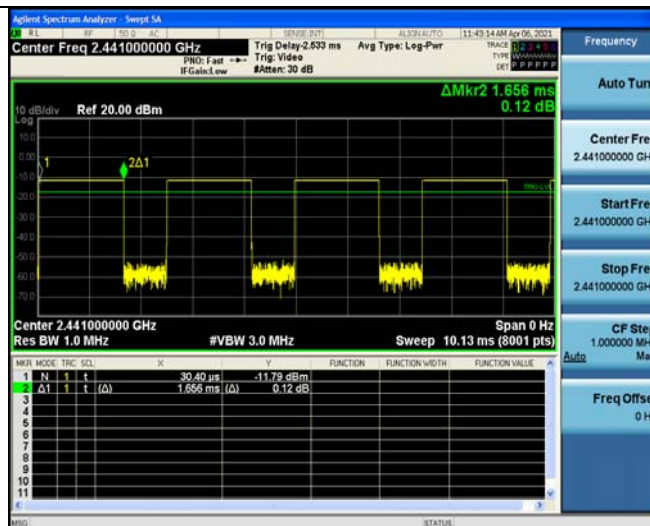 Agilent Spectrum Analyzer - Swept SA
RL RF 50 Ω AC SENSE:INT ALIGNAUTO 11:43:14 AM Apr 06, 2021
Center Freq 2.441000000 GHz
PNO: Fast
IFGain:Low
Trig Delay-2.533 ms
Trig: Video
#Atten: 30 dB
Avg Type: Log-Pwr
TRACE 1 2 3 4 5 6
TYPE
DET P P P P P P
ΔMkr2 1.656 ms
0.12 dB
10 dB/div Ref 20.00 dBm
Log
10.0
0.00
-10.0
-20.0
-30.0
-40.0
-50.0
-60.0
-70.0
1
2Δ1
TRIG LVL
Center 2.441000000 GHz Span 0 Hz
Res BW 1.0 MHz #VBW 3.0 MHz Sweep 10.13 ms (8001 pts)
MKR MODE TRC SCL X Y FUNCTION FUNCTION WIDTH FUNCTION VALUE
1 N 1 t 30.40 µs -11.79 dBm
2 Δ1 1 t (Δ) 1.656 ms (Δ) 0.12 dB
3
4
5
6
7
8
9
10
11
MSG STATUS
Frequency
Auto Tun
Center Fre
2.441000000 GH
Start Fre
2.441000000 GH
Stop Fre
2.441000000 GH
CF Ste
1.000000 MH
Auto Ma
Freq Offse
0 H